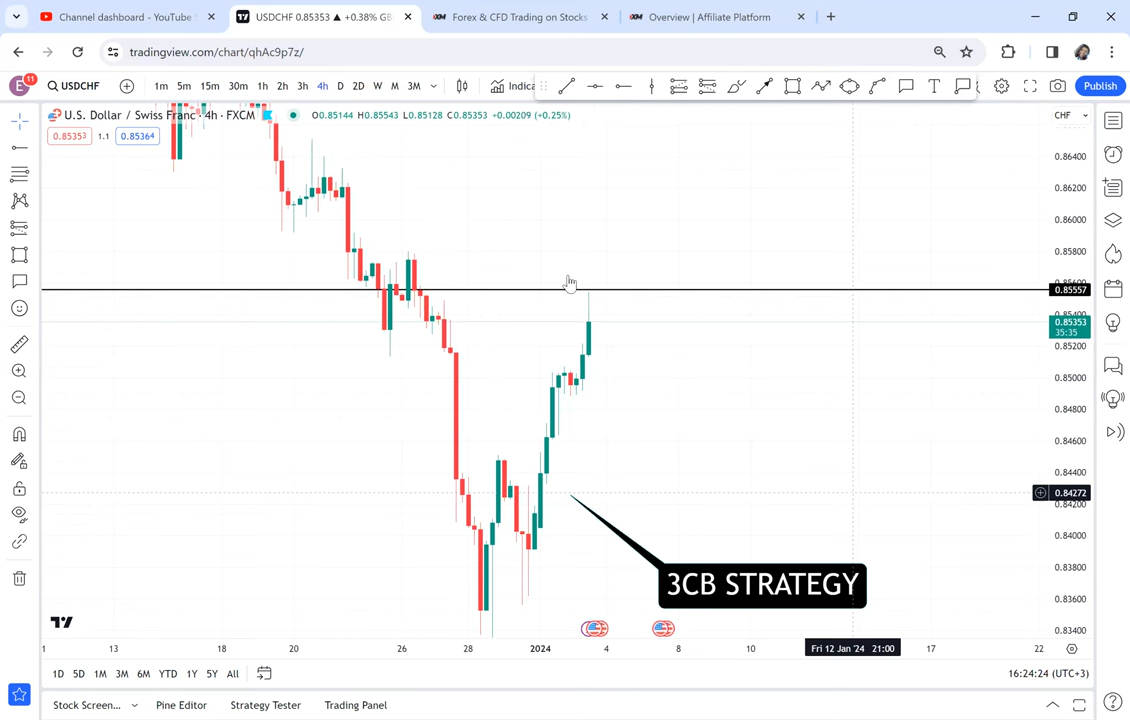 Channel dashboard - YouTube S
USDCHF 0.85353 ▲ +0.38% GB
Forex & CFD Trading on Stocks
Overview | Affiliate Platform
tradingview.com/chart/qhAc9p7z/
E 11 USDCHF 1m 5m 15m 30m 1h 2h 3h 4h D 2D W M 3M Indica Publish
U.S. Dollar / Swiss Franc · 4h · FXCM O0.85144 H0.85543 L0.85128 C0.85353 +0.00209 (+0.25%) CHF
0.85353 1.1 0.85364
0.86400
0.86200
0.86000
0.85800
0.85557
0.85353
35:35
0.85200
0.85000
0.84800
0.84600
0.84400
0.84272
0.84000
0.83800
0.83600
0.83400
3CB STRATEGY
1 13 18 20 26 28 2024 4 8 10 Fri 12 Jan '24 21:00 17 22
1D 5D 1M 3M 6M YTD 1Y 5Y All 16:24:24 (UTC+3)
Stock Screen... Pine Editor Strategy Tester Trading Panel